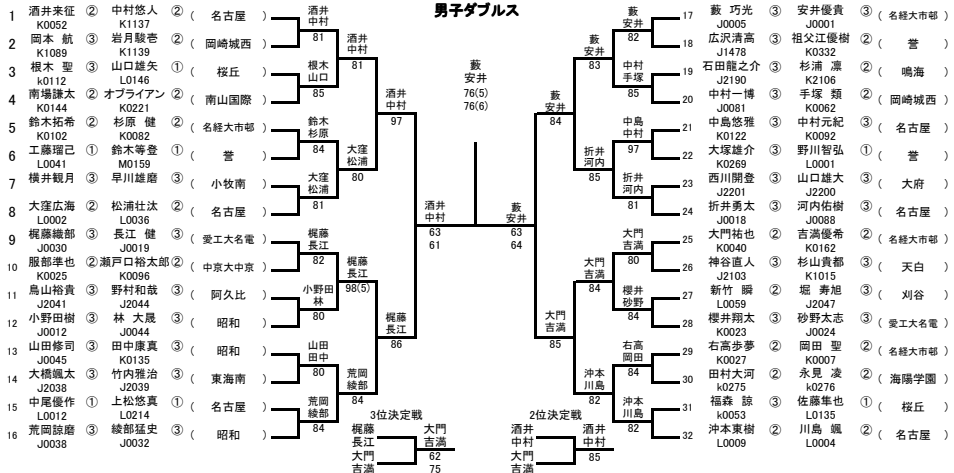 男子ダブルス
1 酒井来征 ② 中村悠人 ② ( 名古屋 )
K0052 K1137
2 岡本 航 ③ 岩月駿壱 ② ( 岡崎城西 )
K1089 K1139
3 根木 聖 ③ 山口雄矢 ① ( 桜丘 )
k0112 L0146
4 南場謙太 ② オブライアン ② ( 南山国際 )
K0144 K0221
5 鈴木拓希 ② 杉原 健 ② ( 名経大市邨 )
K0102 K0082
6 工藤瑠己 ① 鈴木等登 ① ( 誉 )
L0041 M0159
7 横井観月 ③ 早川雄磨 ③ ( 小牧南 )
8 大窪広海 ② 松浦壮汰 ② ( 名古屋 )
L0002 L0036
9 梶藤織部 ③ 長江 健 ③ ( 愛工大名電 )
J0030 J0019
10 服部準也 ② 瀬戸口裕太郎 ② ( 中京大中京 )
K0025 K0096
11 鳥山裕貴 ③ 野村和哉 ③ ( 阿久比 )
J2041 J2044
12 小野田樹 ③ 林 大晟 ③ ( 昭和 )
J0012 J0044
13 山田修司 ③ 田中康真 ③ ( 昭和 )
J0045 K0135
14 大橋颯太 ③ 竹内雅治 ③ ( 東海南 )
J2038 J2039
15 中尾優作 ① 上松悠真 ① ( 名古屋 )
L0012 L0214
16 荒岡諒磨 ③ 綾部猛史 ③ ( 昭和 )
J0038 J0032
酒井
中村
81
根木
山口
85
鈴木
杉原
84
大窪
松浦
81
梶藤
長江
82
小野田
林
80
山田
田中
80
荒岡
綾部
84
酒井
中村
81
大窪
松浦
80
梶藤
長江
98(5)
荒岡
綾部
84
酒井
中村
97
梶藤
長江
86
酒井
中村
63
61
藪
安井
76(5)
76(6)
藪
安井
63
64
藪
安井
84
大門
吉満
85
藪
安井
83
折井
河内
85
大門
吉満
84
沖本
川島
82
藪
安井
82
中村
手塚
85
中島
中村
97
折井
河内
81
大門
吉満
80
櫻井
砂野
84
右高
岡田
84
沖本
川島
82
17 藪 巧光 ③ 安井優貴 ③ ( 名経大市邨 )
J0005 J0001
18 広沢清高 ③ 祖父江優樹 ② ( 誉 )
J1478 K0332
19 石田龍之介 ③ 杉浦 凛 ② ( 鳴海 )
J2190 K2106
20 中村一博 ③ 手塚 類 ② ( 岡崎城西 )
J0081 K0062
21 中島悠雅 ③ 中村元紀 ③ ( 名古屋 )
K0122 K0092
22 大塚雄介 ③ 野川智弘 ① ( 誉 )
K0269 L0001
23 西川開登 ③ 山口雄大 ③ ( 大府 )
J2201 J2200
24 折井勇太 ③ 河内佑樹 ③ ( 名古屋 )
J0018 J0088
25 大門祐也 ② 吉満優希 ② ( 名経大市邨 )
K0040 K0162
26 神谷直人 ③ 杉山貴都 ③ ( 天白 )
J2103 K1015
27 新竹 瞬 ② 堀 寿旭 ③ ( 刈谷 )
L0059 J2047
28 櫻井翔太 ③ 砂野太志 ③ ( 愛工大名電 )
K0023 J0024
29 右高歩夢 ② 岡田 聖 ② ( 名経大市邨 )
K0027 K0007
30 田村大河 ② 永見 凌 ② ( 海陽学園 )
k0275 k0276
31 福森 諒 ③ 佐藤隼也 ① ( 桜丘 )
k0053 L0135
32 沖本東樹 ② 川島 颯 ② ( 名古屋 )
L0009 L0004
3位決定戦
梶藤
長江
大門
吉満
大門
吉満
62
75
2位決定戦
酒井
中村
大門
吉満
酒井
中村
85